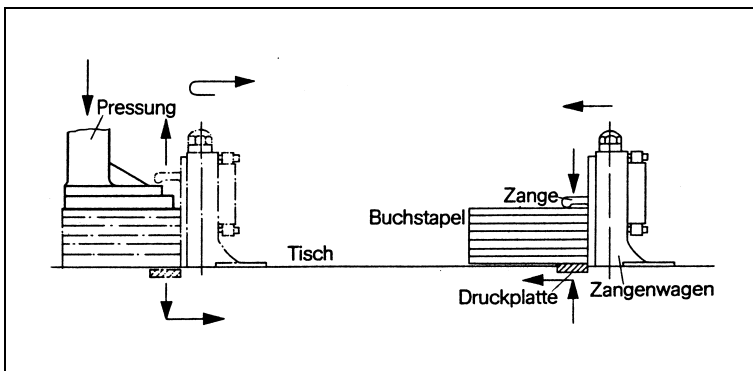 Pressung
Zange
Buchstapel
Tisch
Druckplatte
Zangenwagen